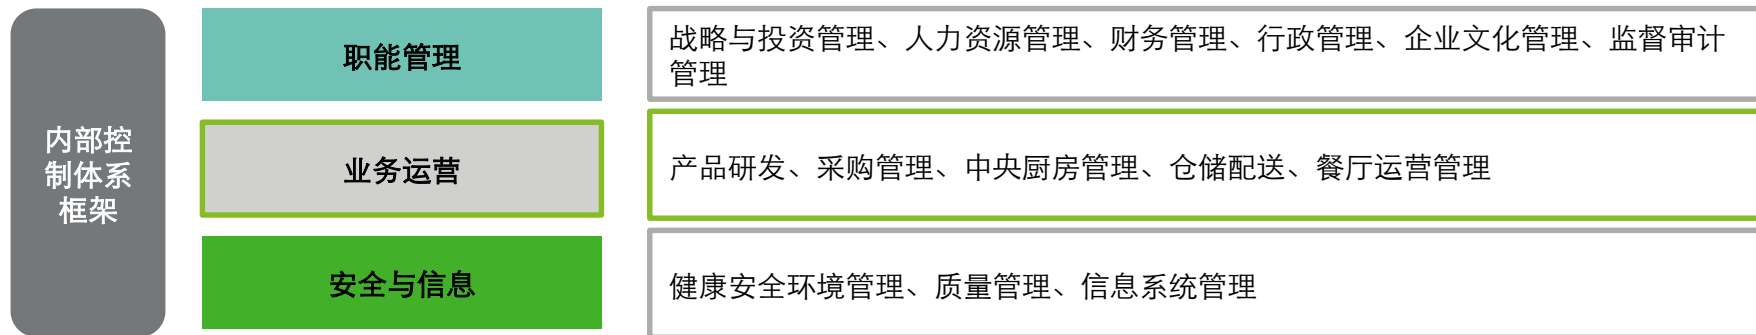 内部控
制体系
框架
职能管理
战略与投资管理、人力资源管理、财务管理、行政管理、企业文化管理、监督审计
管理
业务运营
产品研发、采购管理、中央厨房管理、仓储配送、餐厅运营管理
安全与信息
健康安全环境管理、质量管理、信息系统管理